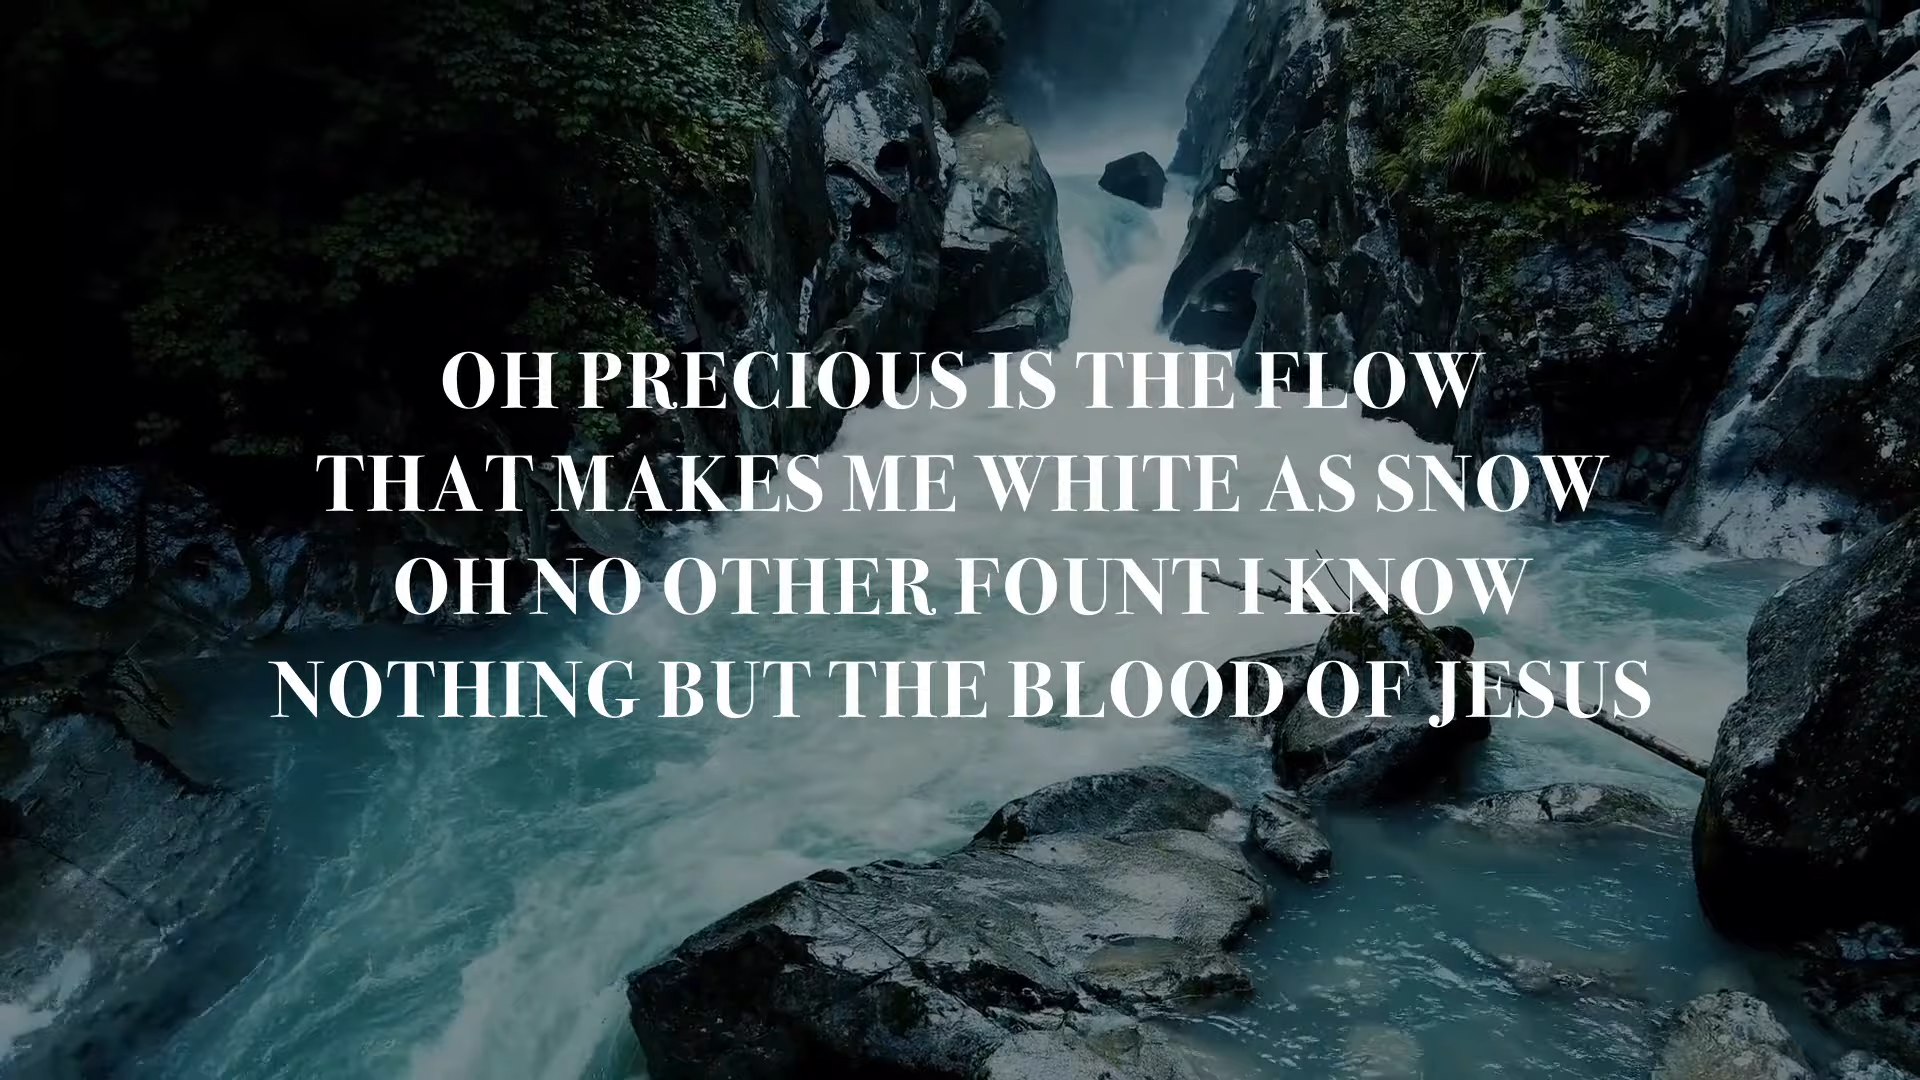 OH PRECIOUS IS THE FLOW
THAT MAKES ME WHITE AS SNOW
OH NO OTHER FOUNT I KNOW
NOTHING BUT THE BLOOD OF JESUS